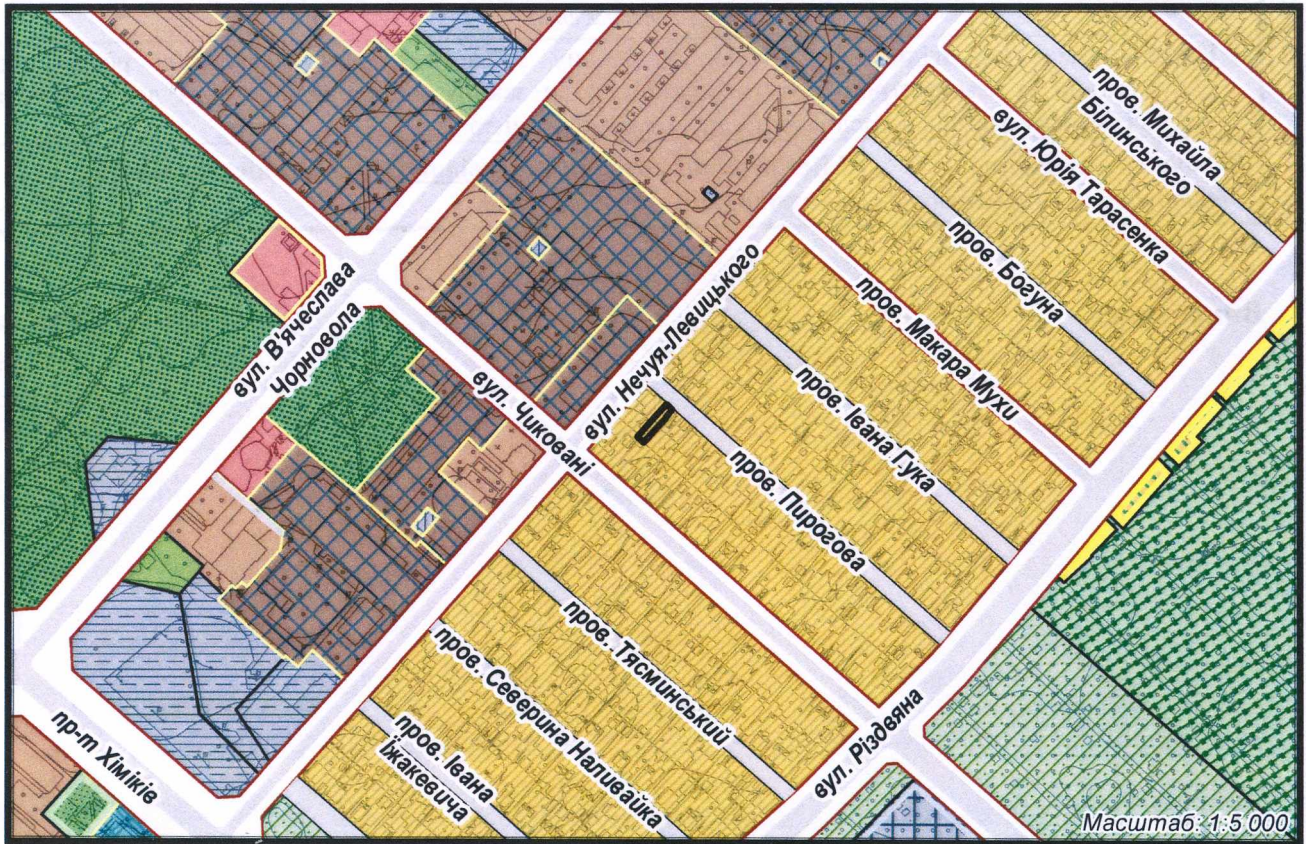 пров. Михайла
Білинського
вул. Юрія Тарасенка
пров. Богуна
пров. Макара Мухи
вул. Нечуя-Левицького
пров. Івана Гука
пров. Пирогова
вул. В'ячеслава
Чорновола
вул. Чиковані
пров. Тясминський
пров. Северина Наливайка
пров. Івана
Їжакевича
вул. Різдвяна
пр-т Хіміків
Масштаб: 1:5 000